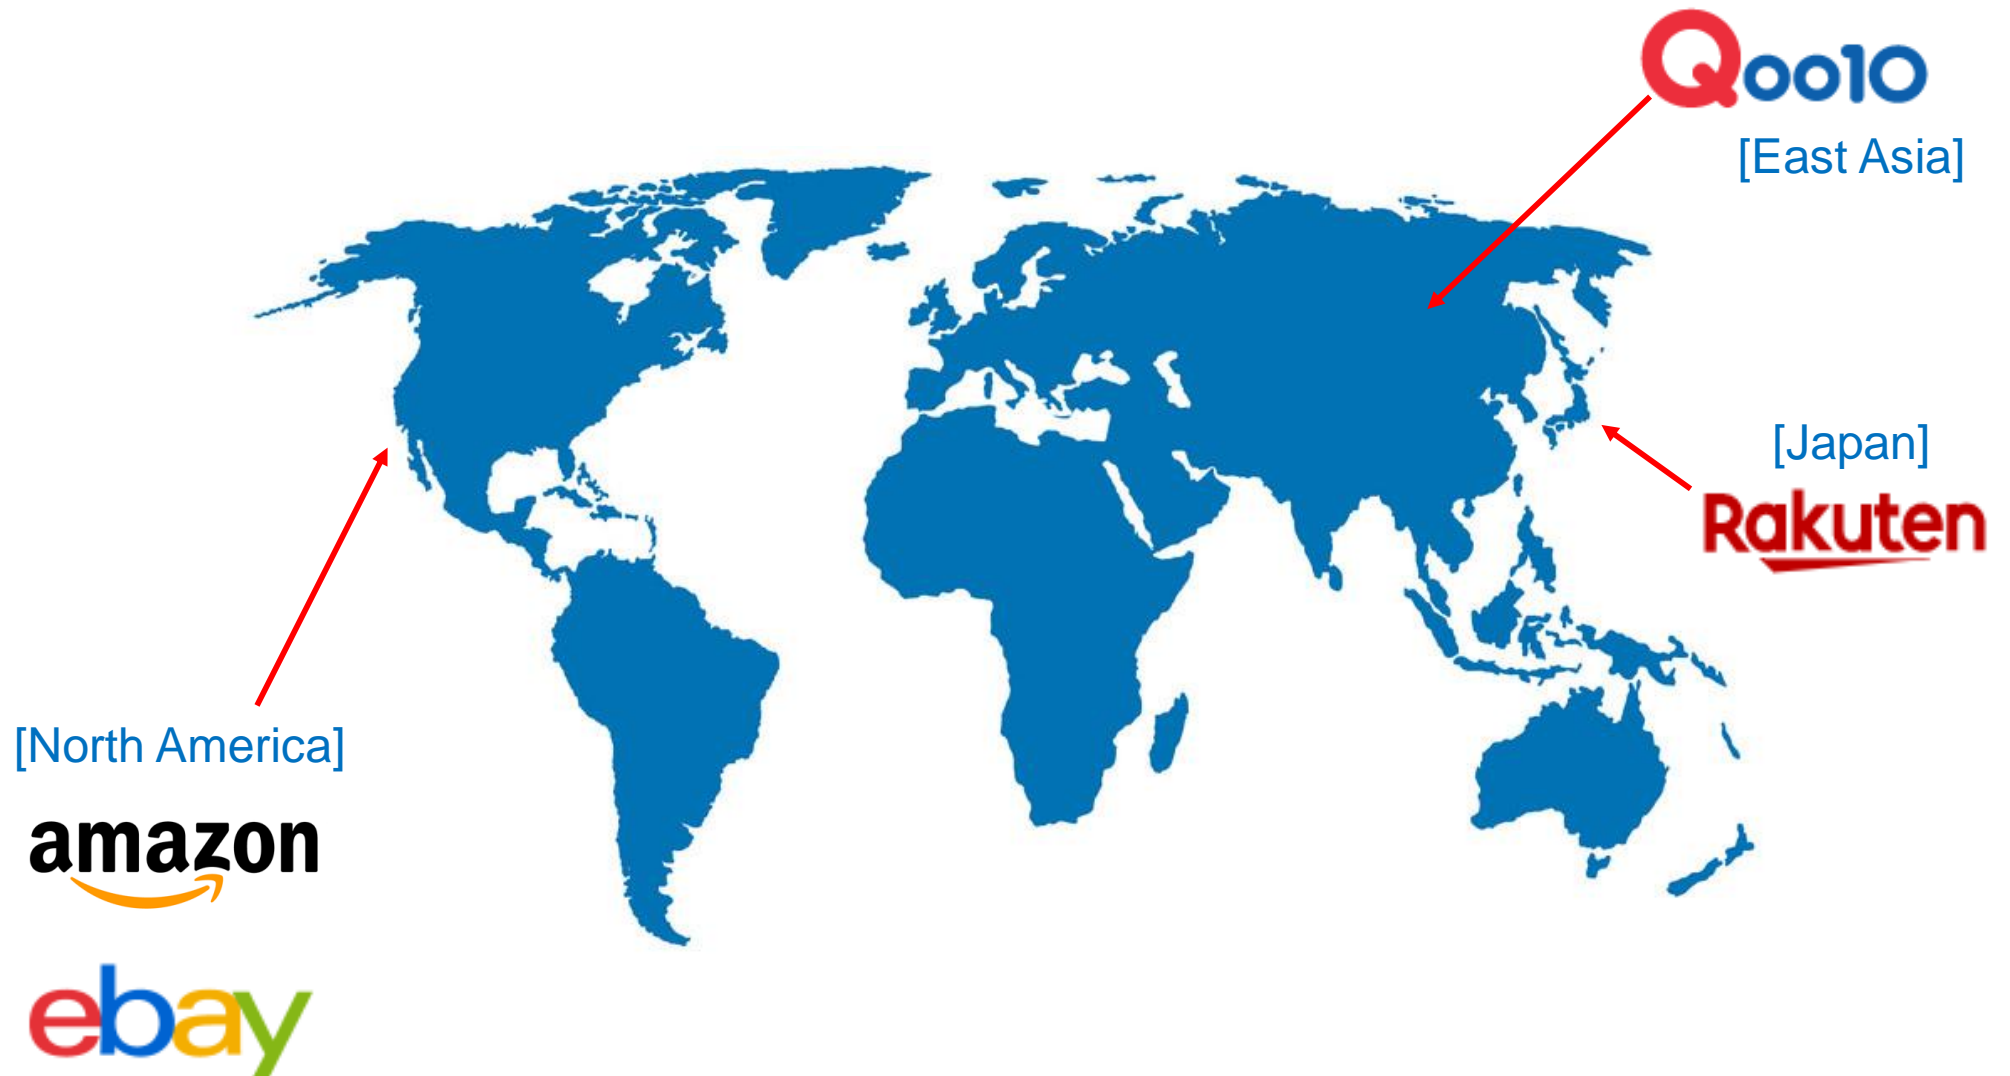 Qoo10
[East Asia]
[Japan]
Rakuten
[North America]
amazon
ebay